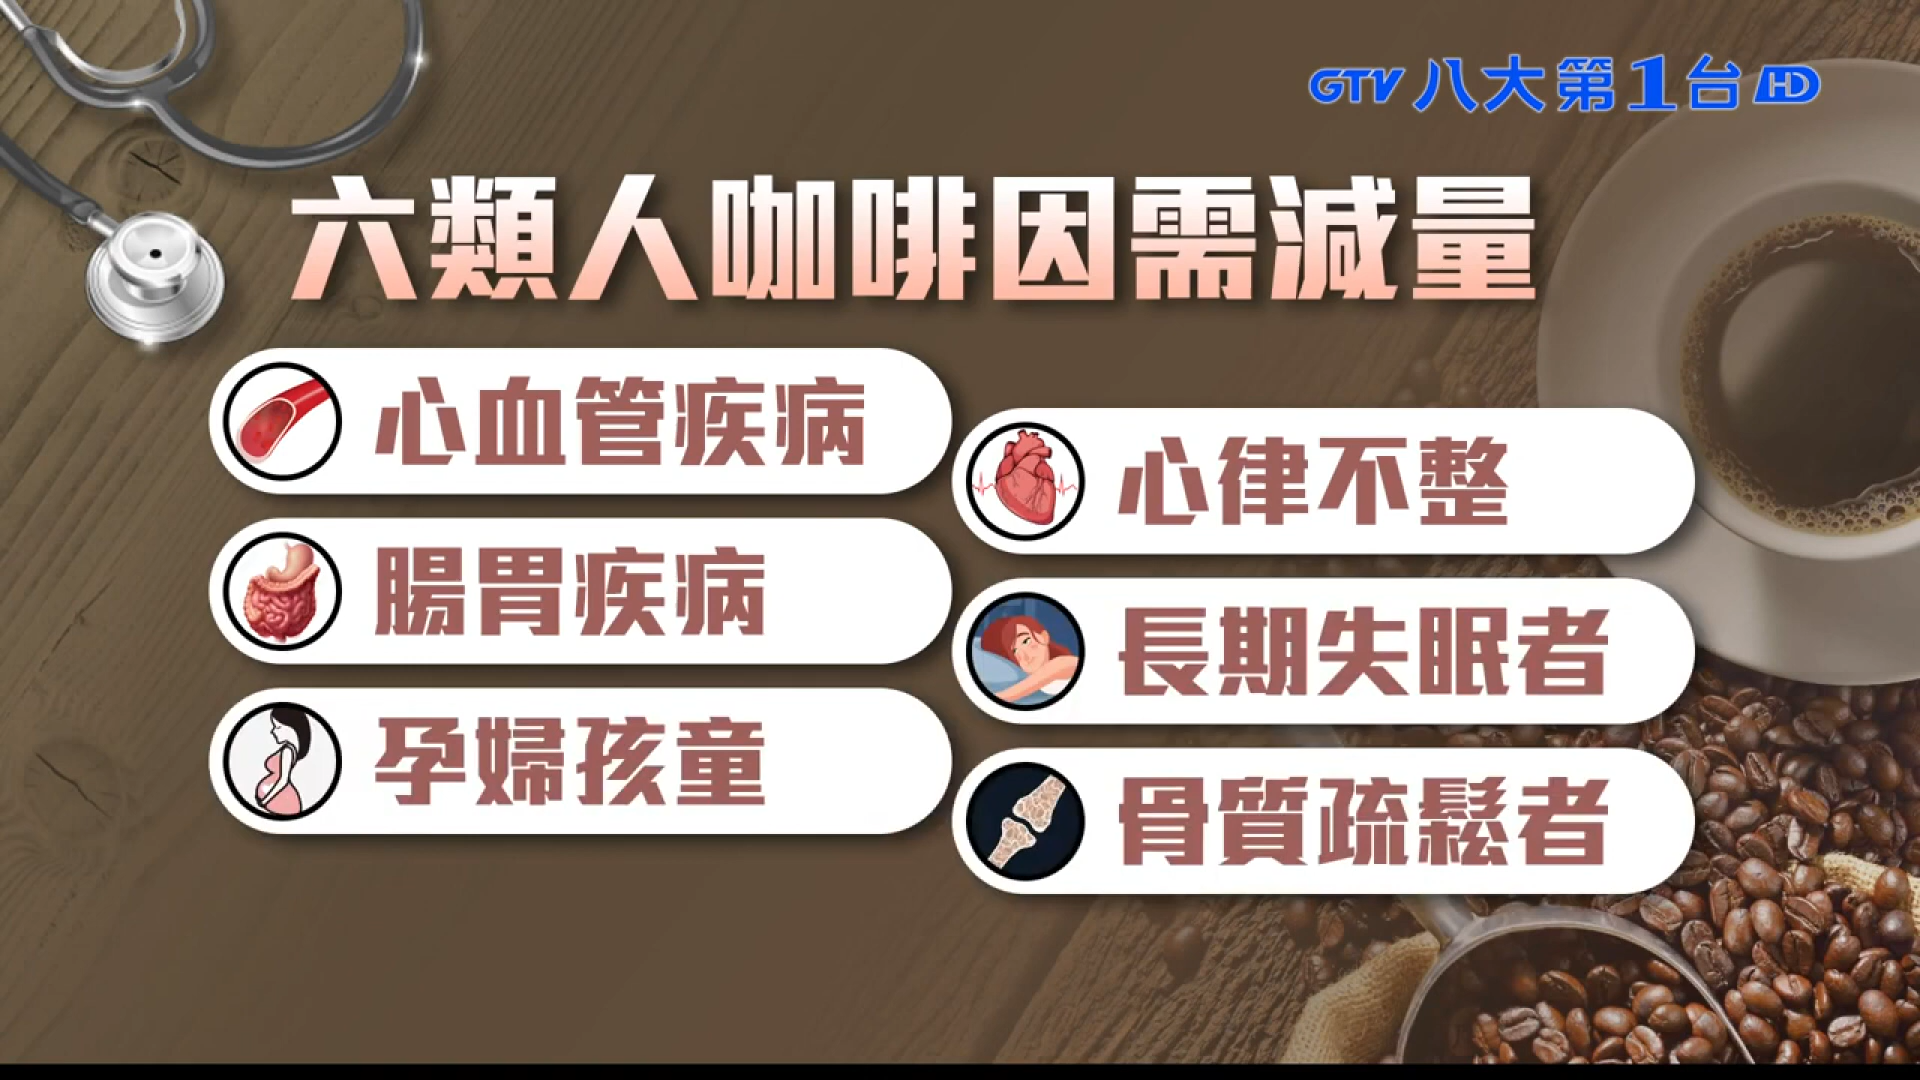 GTV 八大第1台 HD
六類人咖啡因需減量
心血管疾病
心律不整
腸胃疾病
長期失眠者
孕婦孩童
骨質疏鬆者